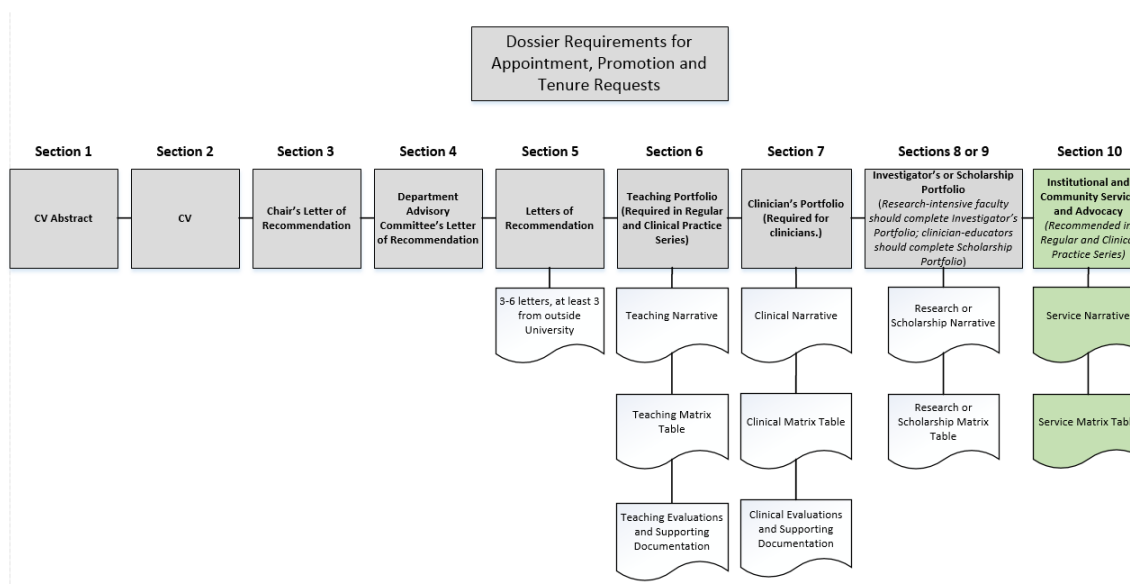 Dossier Requirements for
Appointment, Promotion and
Tenure Requests
Section 1
Section 2
Section 3
Section 4
Section 5
Section 6
Section 7
Sections 8 or 9
Section 10
CV Abstract
CV
Chair's Letter of
Recommendation
Department
Advisory
Committee's Letter
of Recommendation
Letters of
Recommendation
Teaching Portfolio
(Required in Regular
and Clinical Practice
Series)
Clinician's Portfolio
(Required for
clinicians.)
Investigator's or Scholarship
Portfolio
(Research-intensive faculty
should complete Investigator's
Portfolio; clinician-educators
should complete Scholarship
Portfolio)
Institutional and
Community Service
and Advocacy
(Recommended in
Regular and Clinical
Practice Series)
3-6 letters, at least 3
from outside
University
Teaching Narrative
Clinical Narrative
Research or
Scholarship Narrative
Service Narrative
Teaching Matrix
Table
Clinical Matrix Table
Research or
Scholarship Matrix
Table
Service Matrix Table
Teaching Evaluations
and Supporting
Documentation
Clinical Evaluations
and Supporting
Documentation